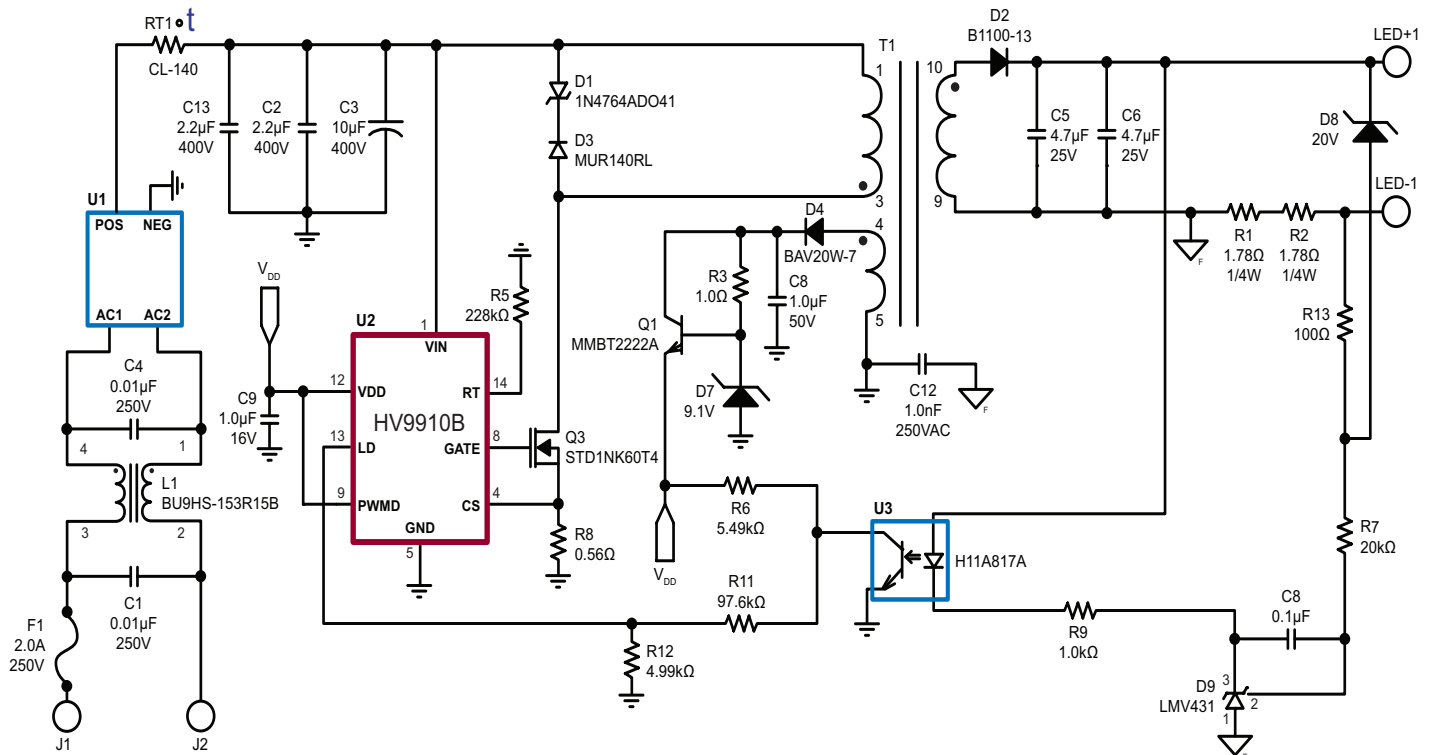 RT1 t
CL-140
C13
2.2µF
400V
C2
2.2µF
400V
C3
10µF
400V
D1
1N4764ADO41
D3
MUR140RL
T1
1
3
4
5
10
9
D2
B1100-13
C5
4.7µF
25V
C6
4.7µF
25V
LED+1
D8
20V
LED-1
F
R1
1.78Ω
1/4W
R2
1.78Ω
1/4W
U1
POS
NEG
AC1
AC2
VDD
R5
228kΩ
D4
BAV20W-7
R3
1.0Ω
C8
1.0µF
50V
Q1
MMBT2222A
D7
9.1V
C12
1.0nF
250VAC
F
R13
100Ω
C4
0.01µF
250V
C9
1.0µF
16V
U2
1
VIN
12
VDD
RT
14
HV9910B
13
LD
GATE
8
9
PWMD
CS
4
GND
5
Q3
STD1NK60T4
R8
0.56Ω
4
1
L1
BU9HS-153R15B
3
2
C1
0.01µF
250V
F1
2.0A
250V
J1
J2
R6
5.49kΩ
VDD
R11
97.6kΩ
R12
4.99kΩ
U3
H11A817A
R7
20kΩ
R9
1.0kΩ
C8
0.1µF
D9
LMV431
3
2
1
F